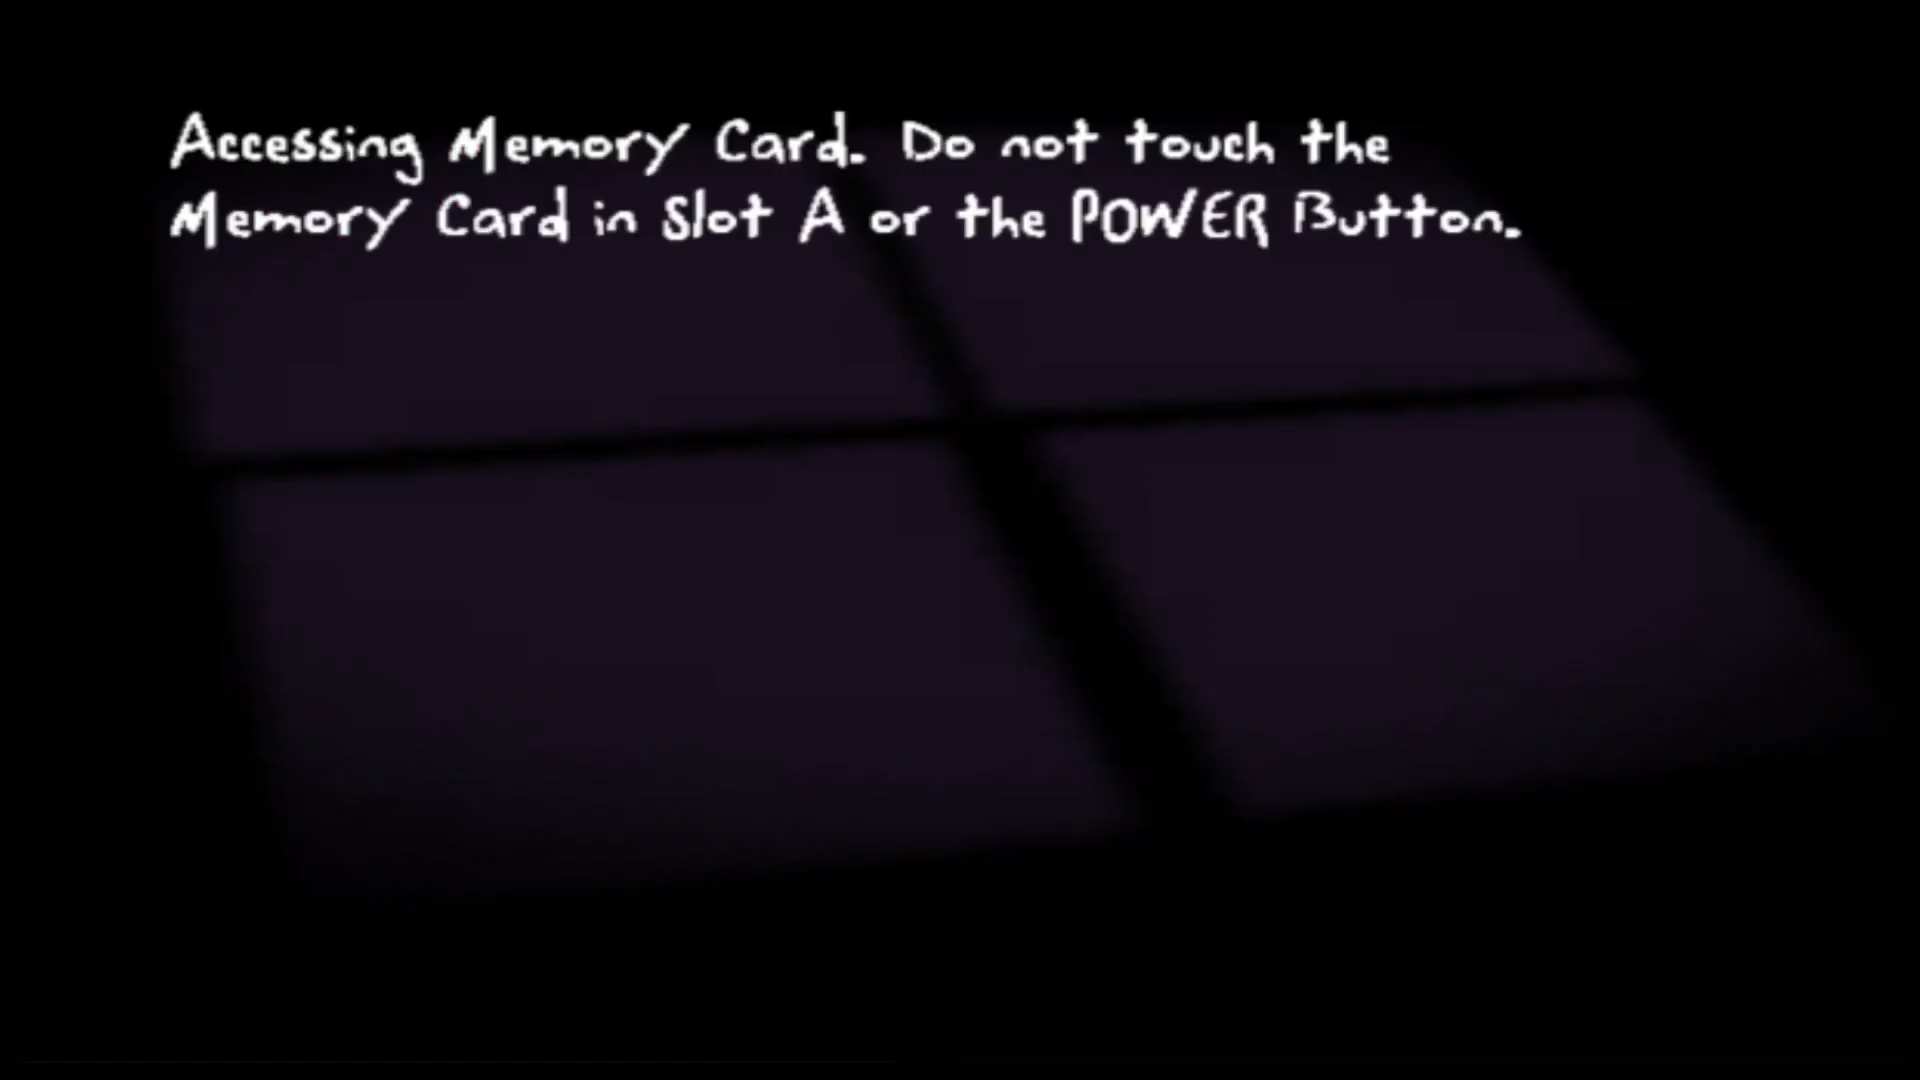 Accessing Memory Card. Do not touch the
Memory Card in Slot A or the POWER Button.